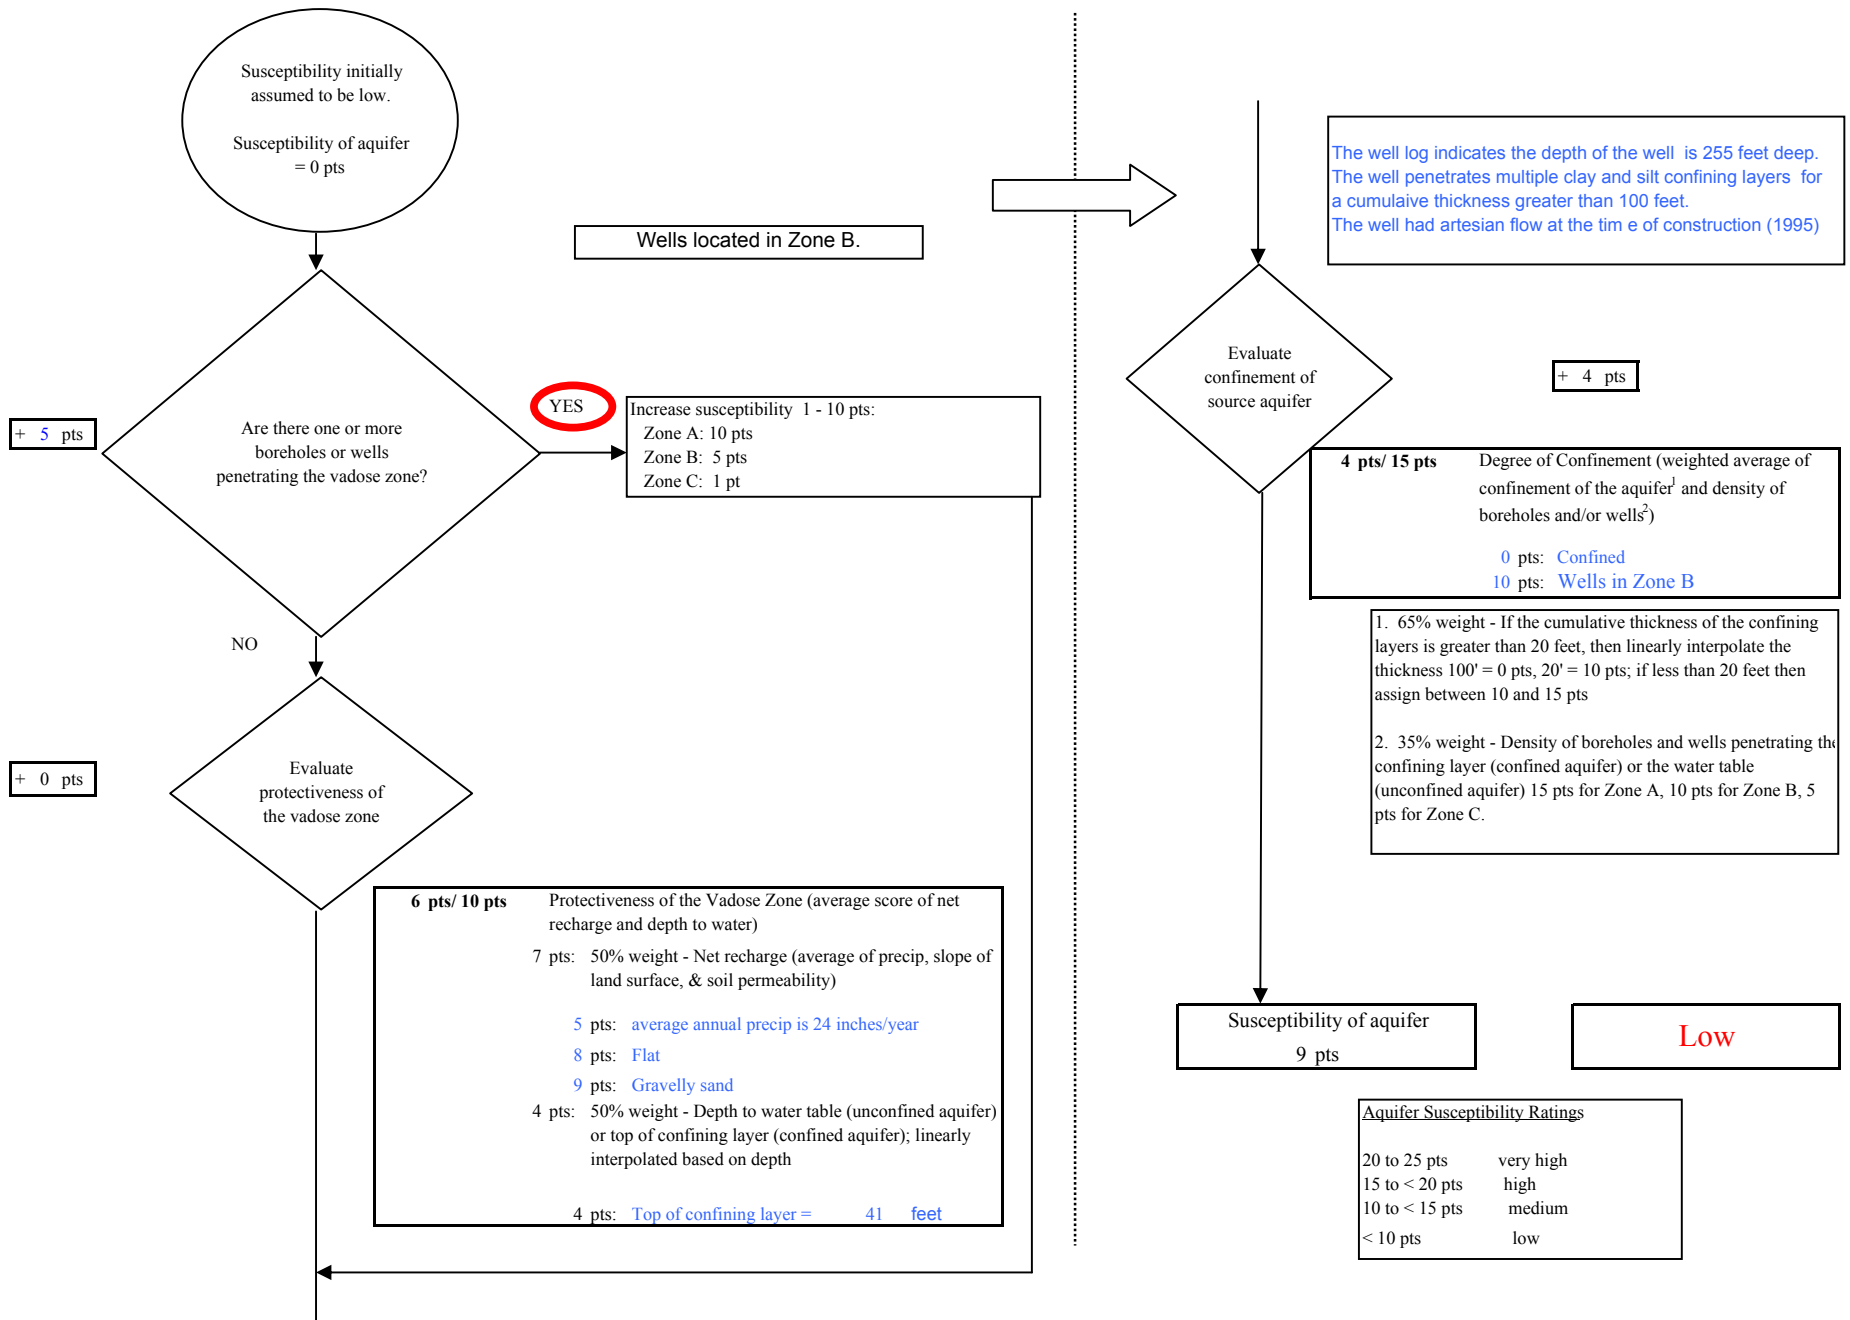 Susceptibility initially
assumed to be low.
Susceptibility of aquifer
= 0 pts
Wells located in Zone B.
YES
+ 5 pts
Are there one or more
boreholes or wells
penetrating the vadose zone?
Increase susceptibility 1 - 10 pts:
Zone A: 10 pts
Zone B: 5 pts
Zone C: 1 pt
NO
+ 0 pts
Evaluate
protectiveness of
the vadose zone
6 pts/ 10 pts Protectiveness of the Vadose Zone (average score of net
recharge and depth to water)
7 pts: 50% weight - Net recharge (average of precip, slope of
land surface, & soil permeability)
5 pts: average annual precip is 24 inches/year
8 pts: Flat
9 pts: Gravelly sand
4 pts: 50% weight - Depth to water table (unconfined aquifer)
or top of confining layer (confined aquifer); linearly
interpolated based on depth
4 pts: Top of confining layer = 41 feet
The well log indicates the depth of the well is 255 feet deep.
The well penetrates multiple clay and silt confining layers for
a cumulaive thickness greater than 100 feet.
The well had artesian flow at the tim e of construction (1995)
Evaluate
confinement of
source aquifer
+ 4 pts
4 pts/ 15 pts Degree of Confinement (weighted average of
confinement of the aquifer1 and density of
boreholes and/or wells2)
0 pts: Confined
10 pts: Wells in Zone B
1. 65% weight - If the cumulative thickness of the confining
layers is greater than 20 feet, then linearly interpolate the
thickness 100' = 0 pts, 20' = 10 pts; if less than 20 feet then
assign between 10 and 15 pts
2. 35% weight - Density of boreholes and wells penetrating the
confining layer (confined aquifer) or the water table
(unconfined aquifer) 15 pts for Zone A, 10 pts for Zone B, 5
pts for Zone C.
Susceptibility of aquifer
9 pts
Low
Aquifer Susceptibility Ratings
20 to 25 pts very high
15 to < 20 pts high
10 to < 15 pts medium
< 10 pts low